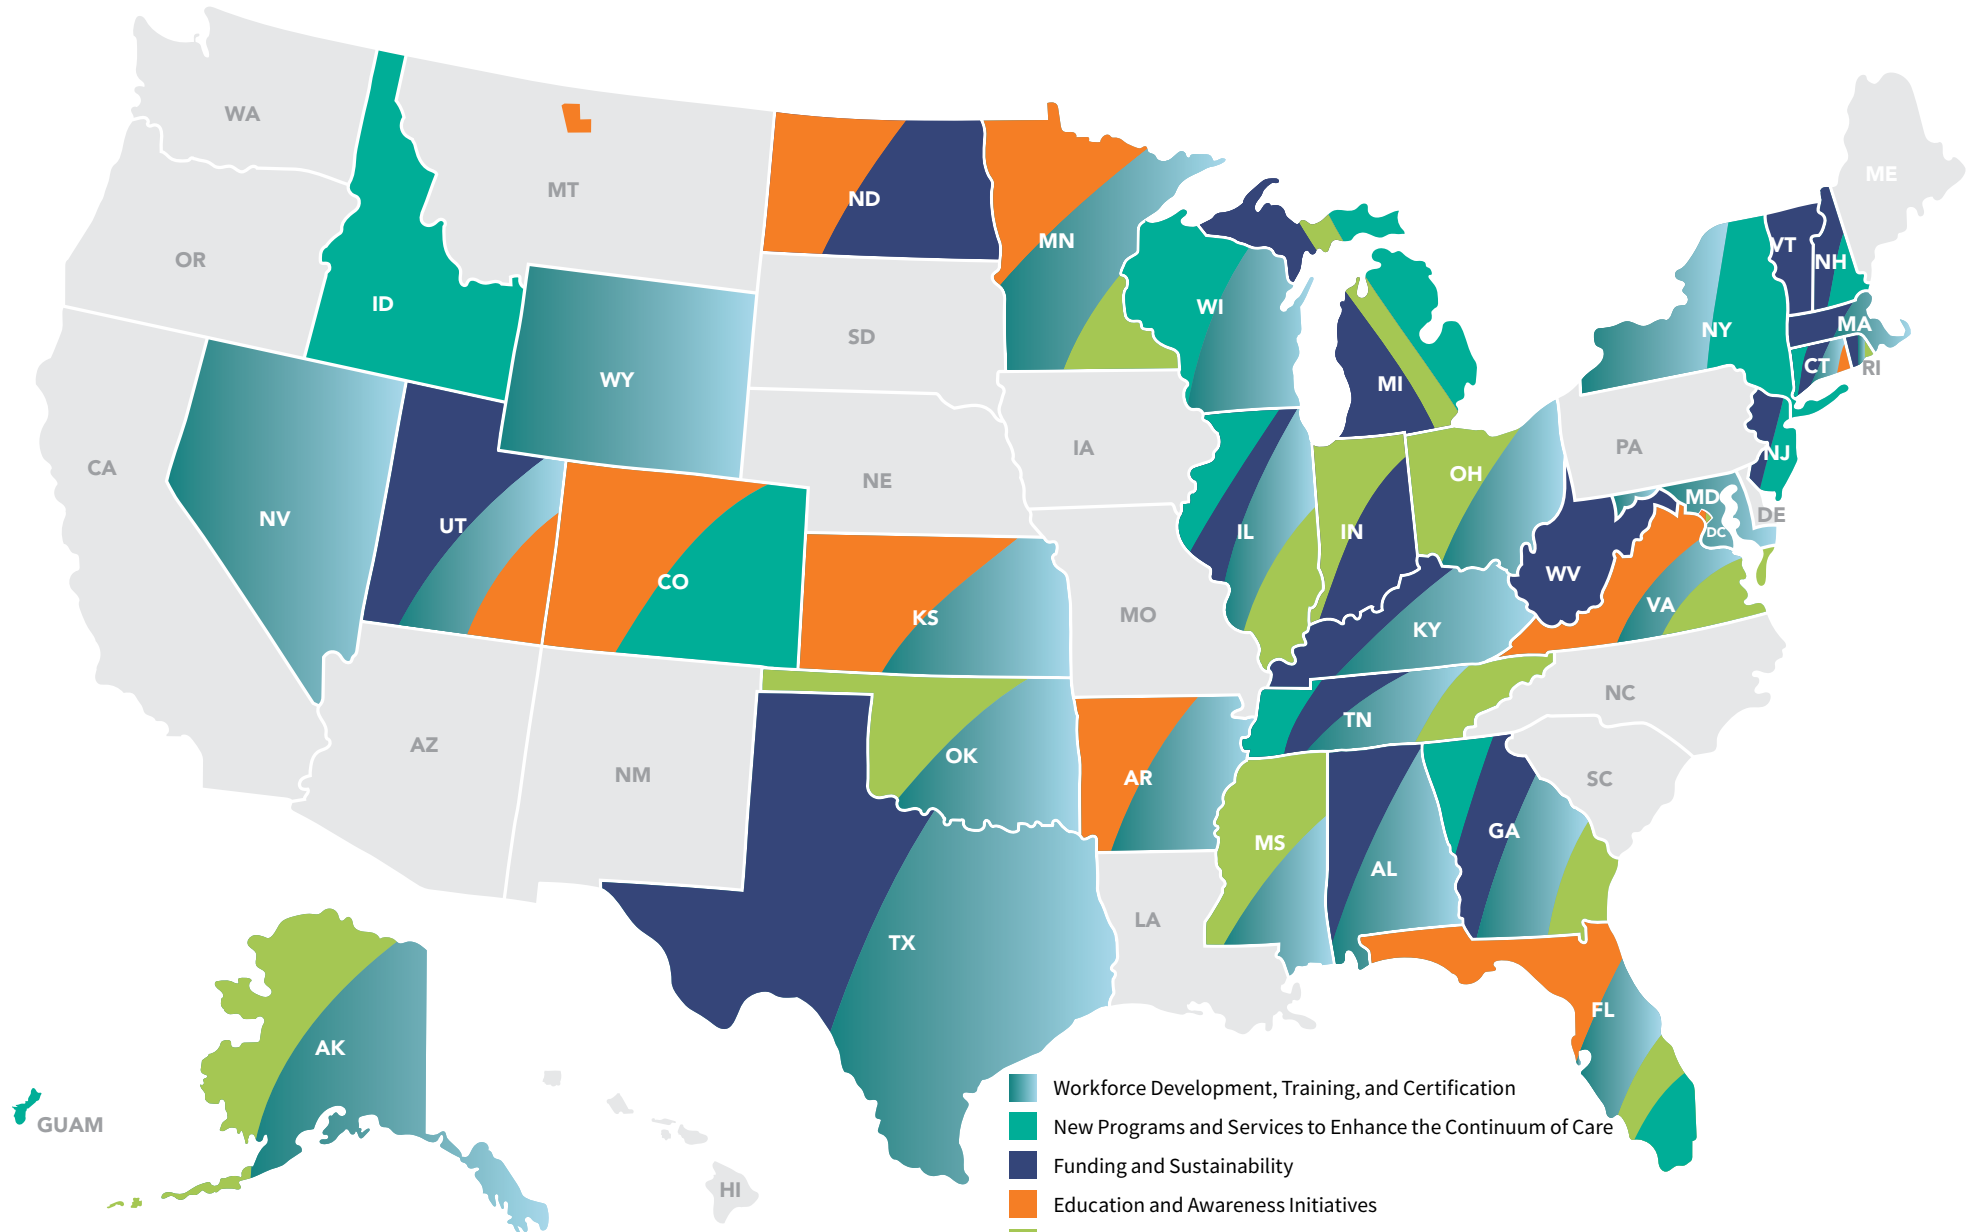 WA
MT
ND
MN
OR
ID
WY
SD
WI
MI
ME
VT
NH
NY
MA
CT
RI
CA
NV
UT
CO
NE
IA
IL
IN
OH
PA
NJ
MD
DE
DC
WV
VA
KS
MO
KY
AZ
NM
OK
AR
TN
NC
SC
TX
LA
MS
AL
GA
FL
AK
GUAM
HI
Workforce Development, Training, and Certification
New Programs and Services to Enhance the Continuum of Care
Funding and Sustainability
Education and Awareness Initiatives